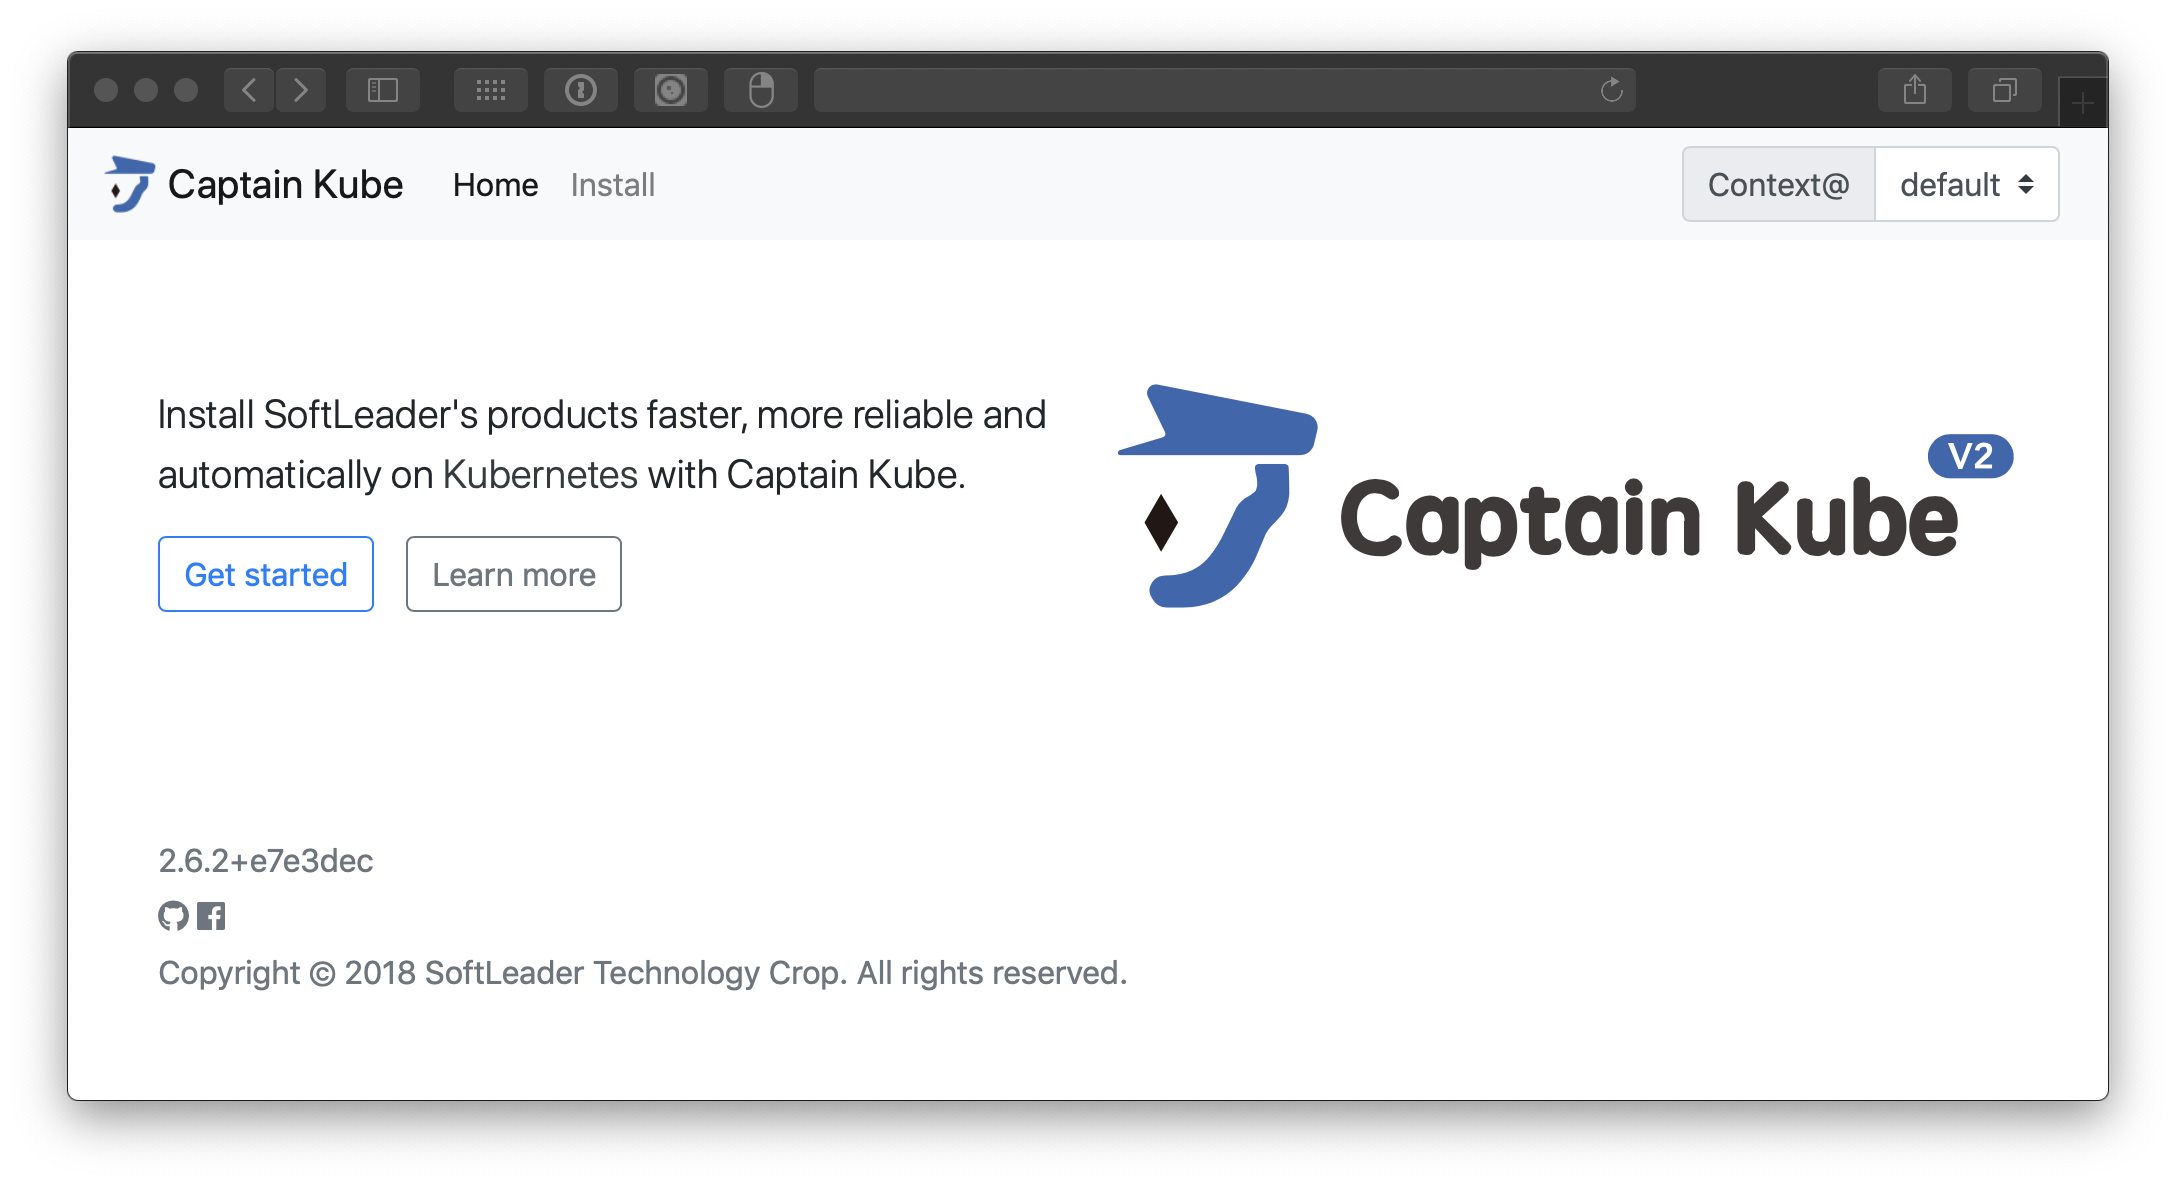 Captain Kube Home Install Context@ default
Install SoftLeader's products faster, more reliable and
automatically on Kubernetes with Captain Kube.
Get started Learn more
V2
Captain Kube
2.6.2+e7e3dec
Copyright © 2018 SoftLeader Technology Crop. All rights reserved.